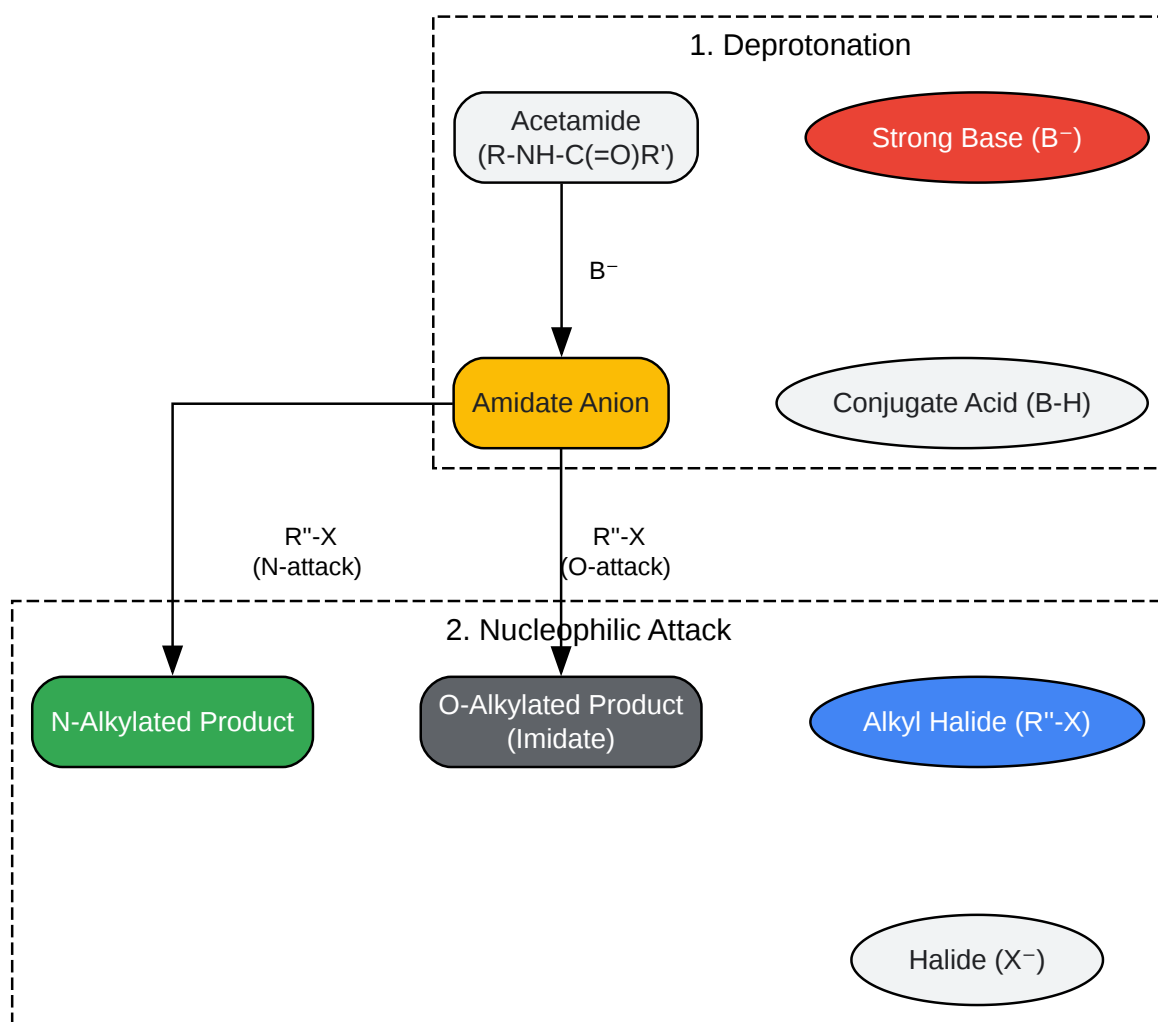 1. Deprotonation
Acetamide
(R-NH-C(=O)R')
Strong Base (B⁻)
B⁻
Amidate Anion
Conjugate Acid (B-H)
R"-X
(N-attack)
R"-X
(O-attack)
2. Nucleophilic Attack
N-Alkylated Product
O-Alkylated Product
(Imidate)
Alkyl Halide (R"-X)
Halide (X⁻)